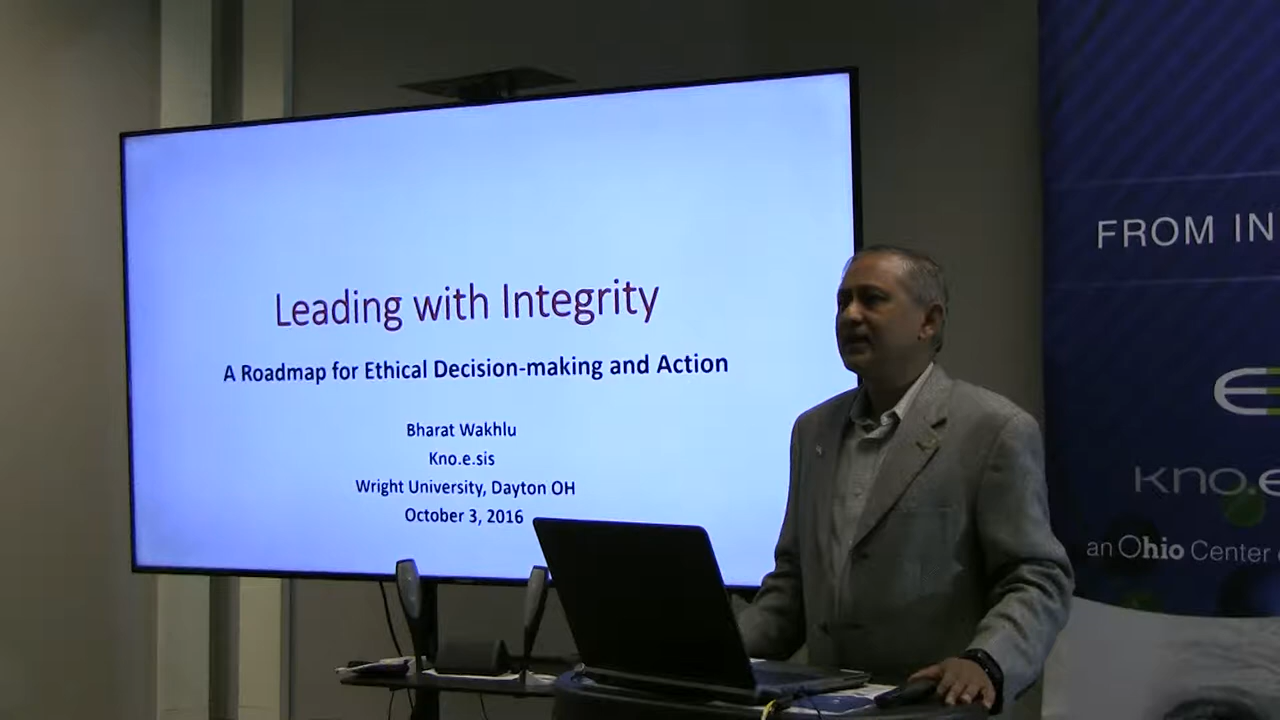 Leading with Integrity
A Roadmap for Ethical Decision-making and Action
Bharat Wakhlu
Kno.e.sis
Wright University, Dayton OH
October 3, 2016
FROM IN
kno.e
an Ohio Center